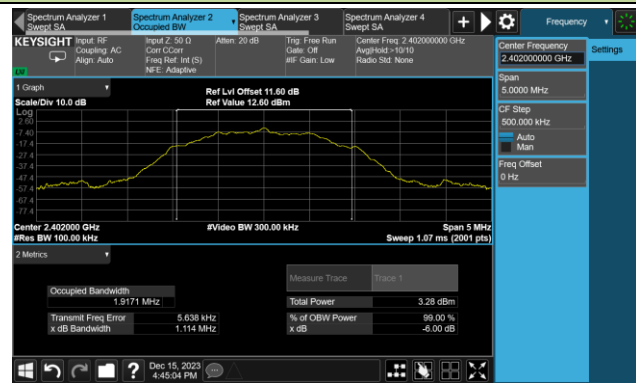 Spectrum Analyzer 1
Swept SA
Spectrum Analyzer 2
Occupied BW
Spectrum Analyzer 3
Swept SA
Spectrum Analyzer 4
Swept SA
Frequency
KEYSIGHT
Input: RF
Coupling: AC
Align: Auto
Input Z: 50 Ω
Corr CCorr
Freq Ref: Int (S)
NFE: Adaptive
Atten: 20 dB
Trig: Free Run
Gate: Off
#IF Gain: Low
Center Freq: 2.402000000 GHz
Avg|Hold:>10/10
Radio Std: None
Center Frequency
2.402000000 GHz
Settings
Span
5.0000 MHz
CF Step
500.000 kHz
Auto
Man
Freq Offset
0 Hz
1 Graph
Scale/Div 10.0 dB
Ref Lvl Offset 11.60 dB
Ref Value 12.60 dBm
Log
2.60
-7.40
-17.4
-27.4
-37.4
-47.4
-57.4
-67.4
-77.4
Center 2.402000 GHz
#Video BW 300.00 kHz
Span 5 MHz
#Res BW 100.00 kHz
Sweep 1.07 ms (2001 pts)
2 Metrics
Measure Trace
Trace 1
Occupied Bandwidth
1.9171 MHz
Total Power
3.28 dBm
Transmit Freq Error
5.638 kHz
% of OBW Power
99.00 %
x dB Bandwidth
1.114 MHz
x dB
-6.00 dB
Dec 15, 2023
4:45:04 PM